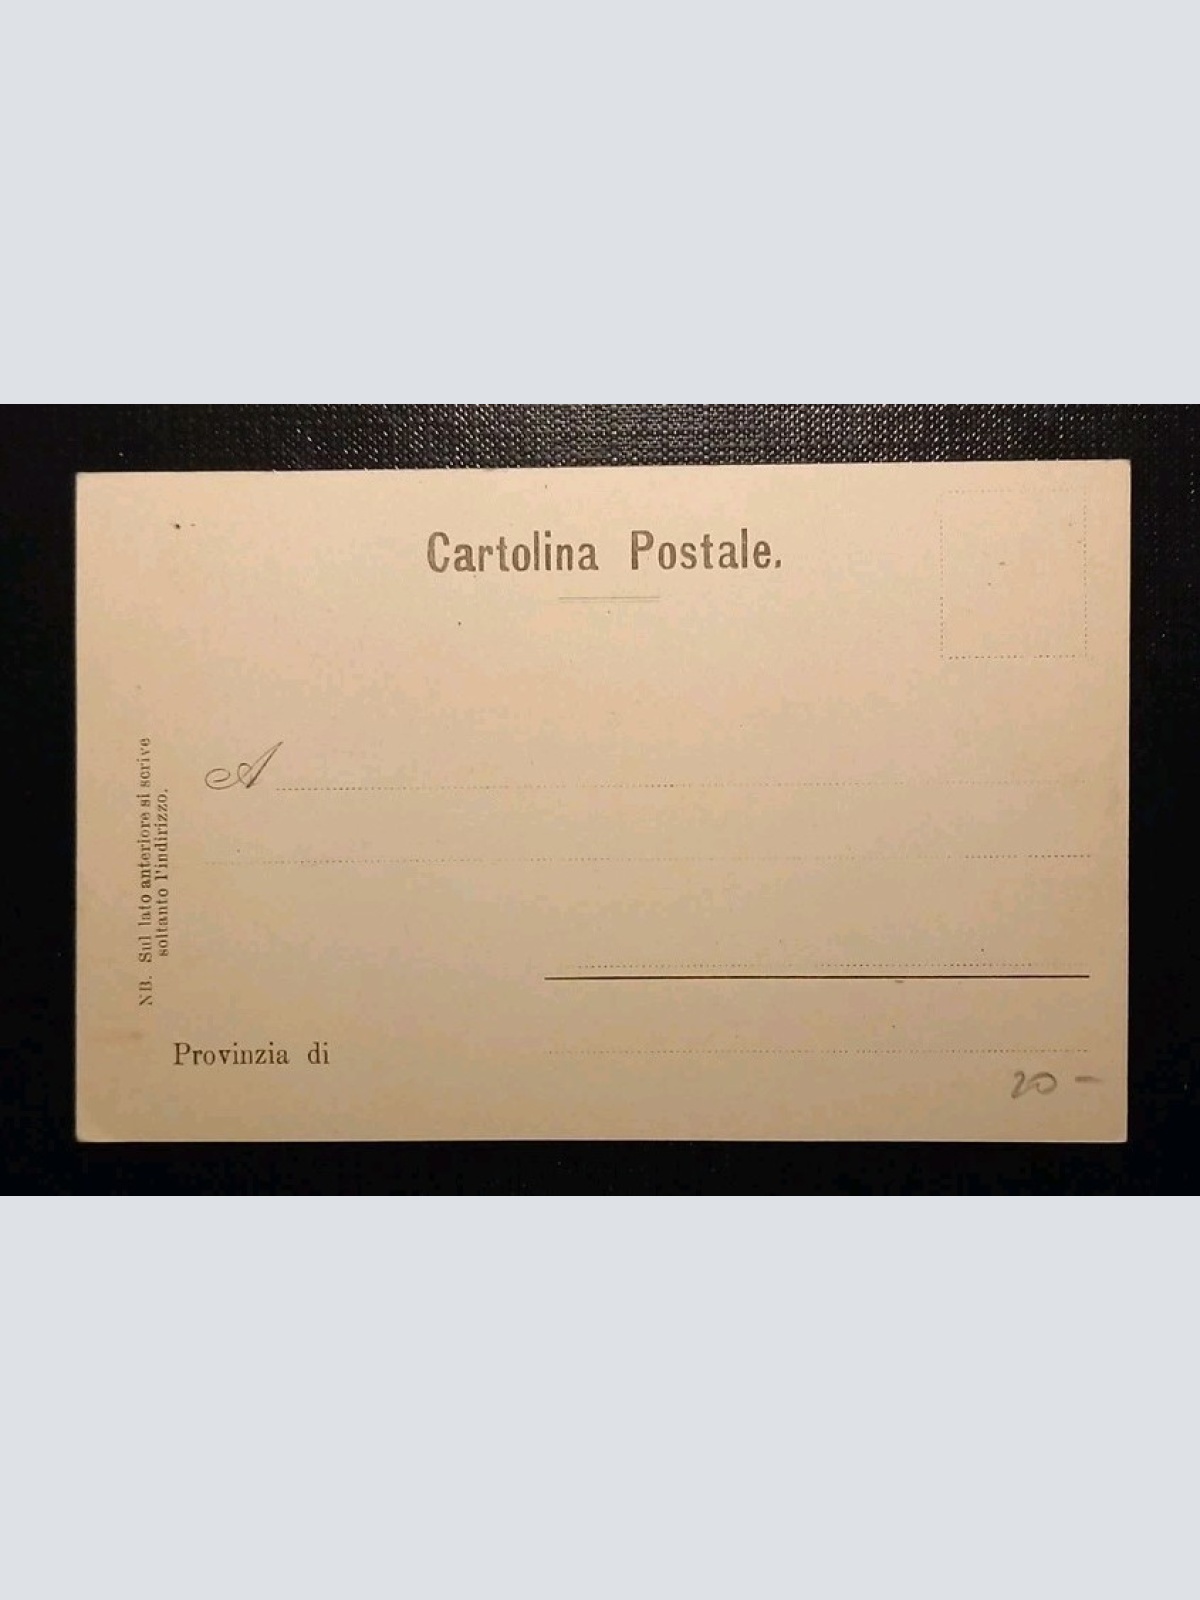 Cartolina Postale.
A
NB. Sul lato anteriore si scrive
soltanto l'indirizzo.
Provinzia di
20 -